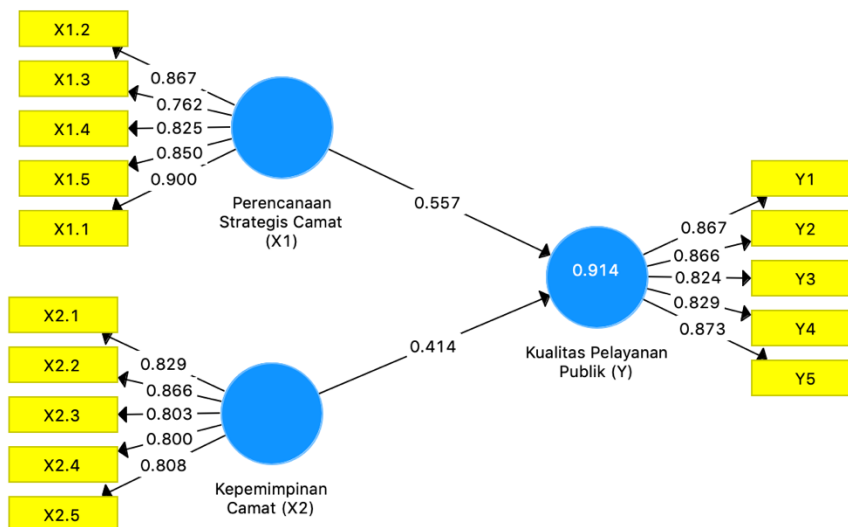 X1.2
X1.3
X1.4
X1.5
X1.1
0.867
0.762
0.825
0.850
0.900
Perencanaan
Strategis Camat
(X1)
0.557
X2.1
X2.2
X2.3
X2.4
X2.5
0.829
0.866
0.803
0.800
0.808
Kepemimpinan
Camat (X2)
0.414
0.914
Kualitas Pelayanan
Publik (Y)
0.867
0.866
0.824
0.829
0.873
Y1
Y2
Y3
Y4
Y5